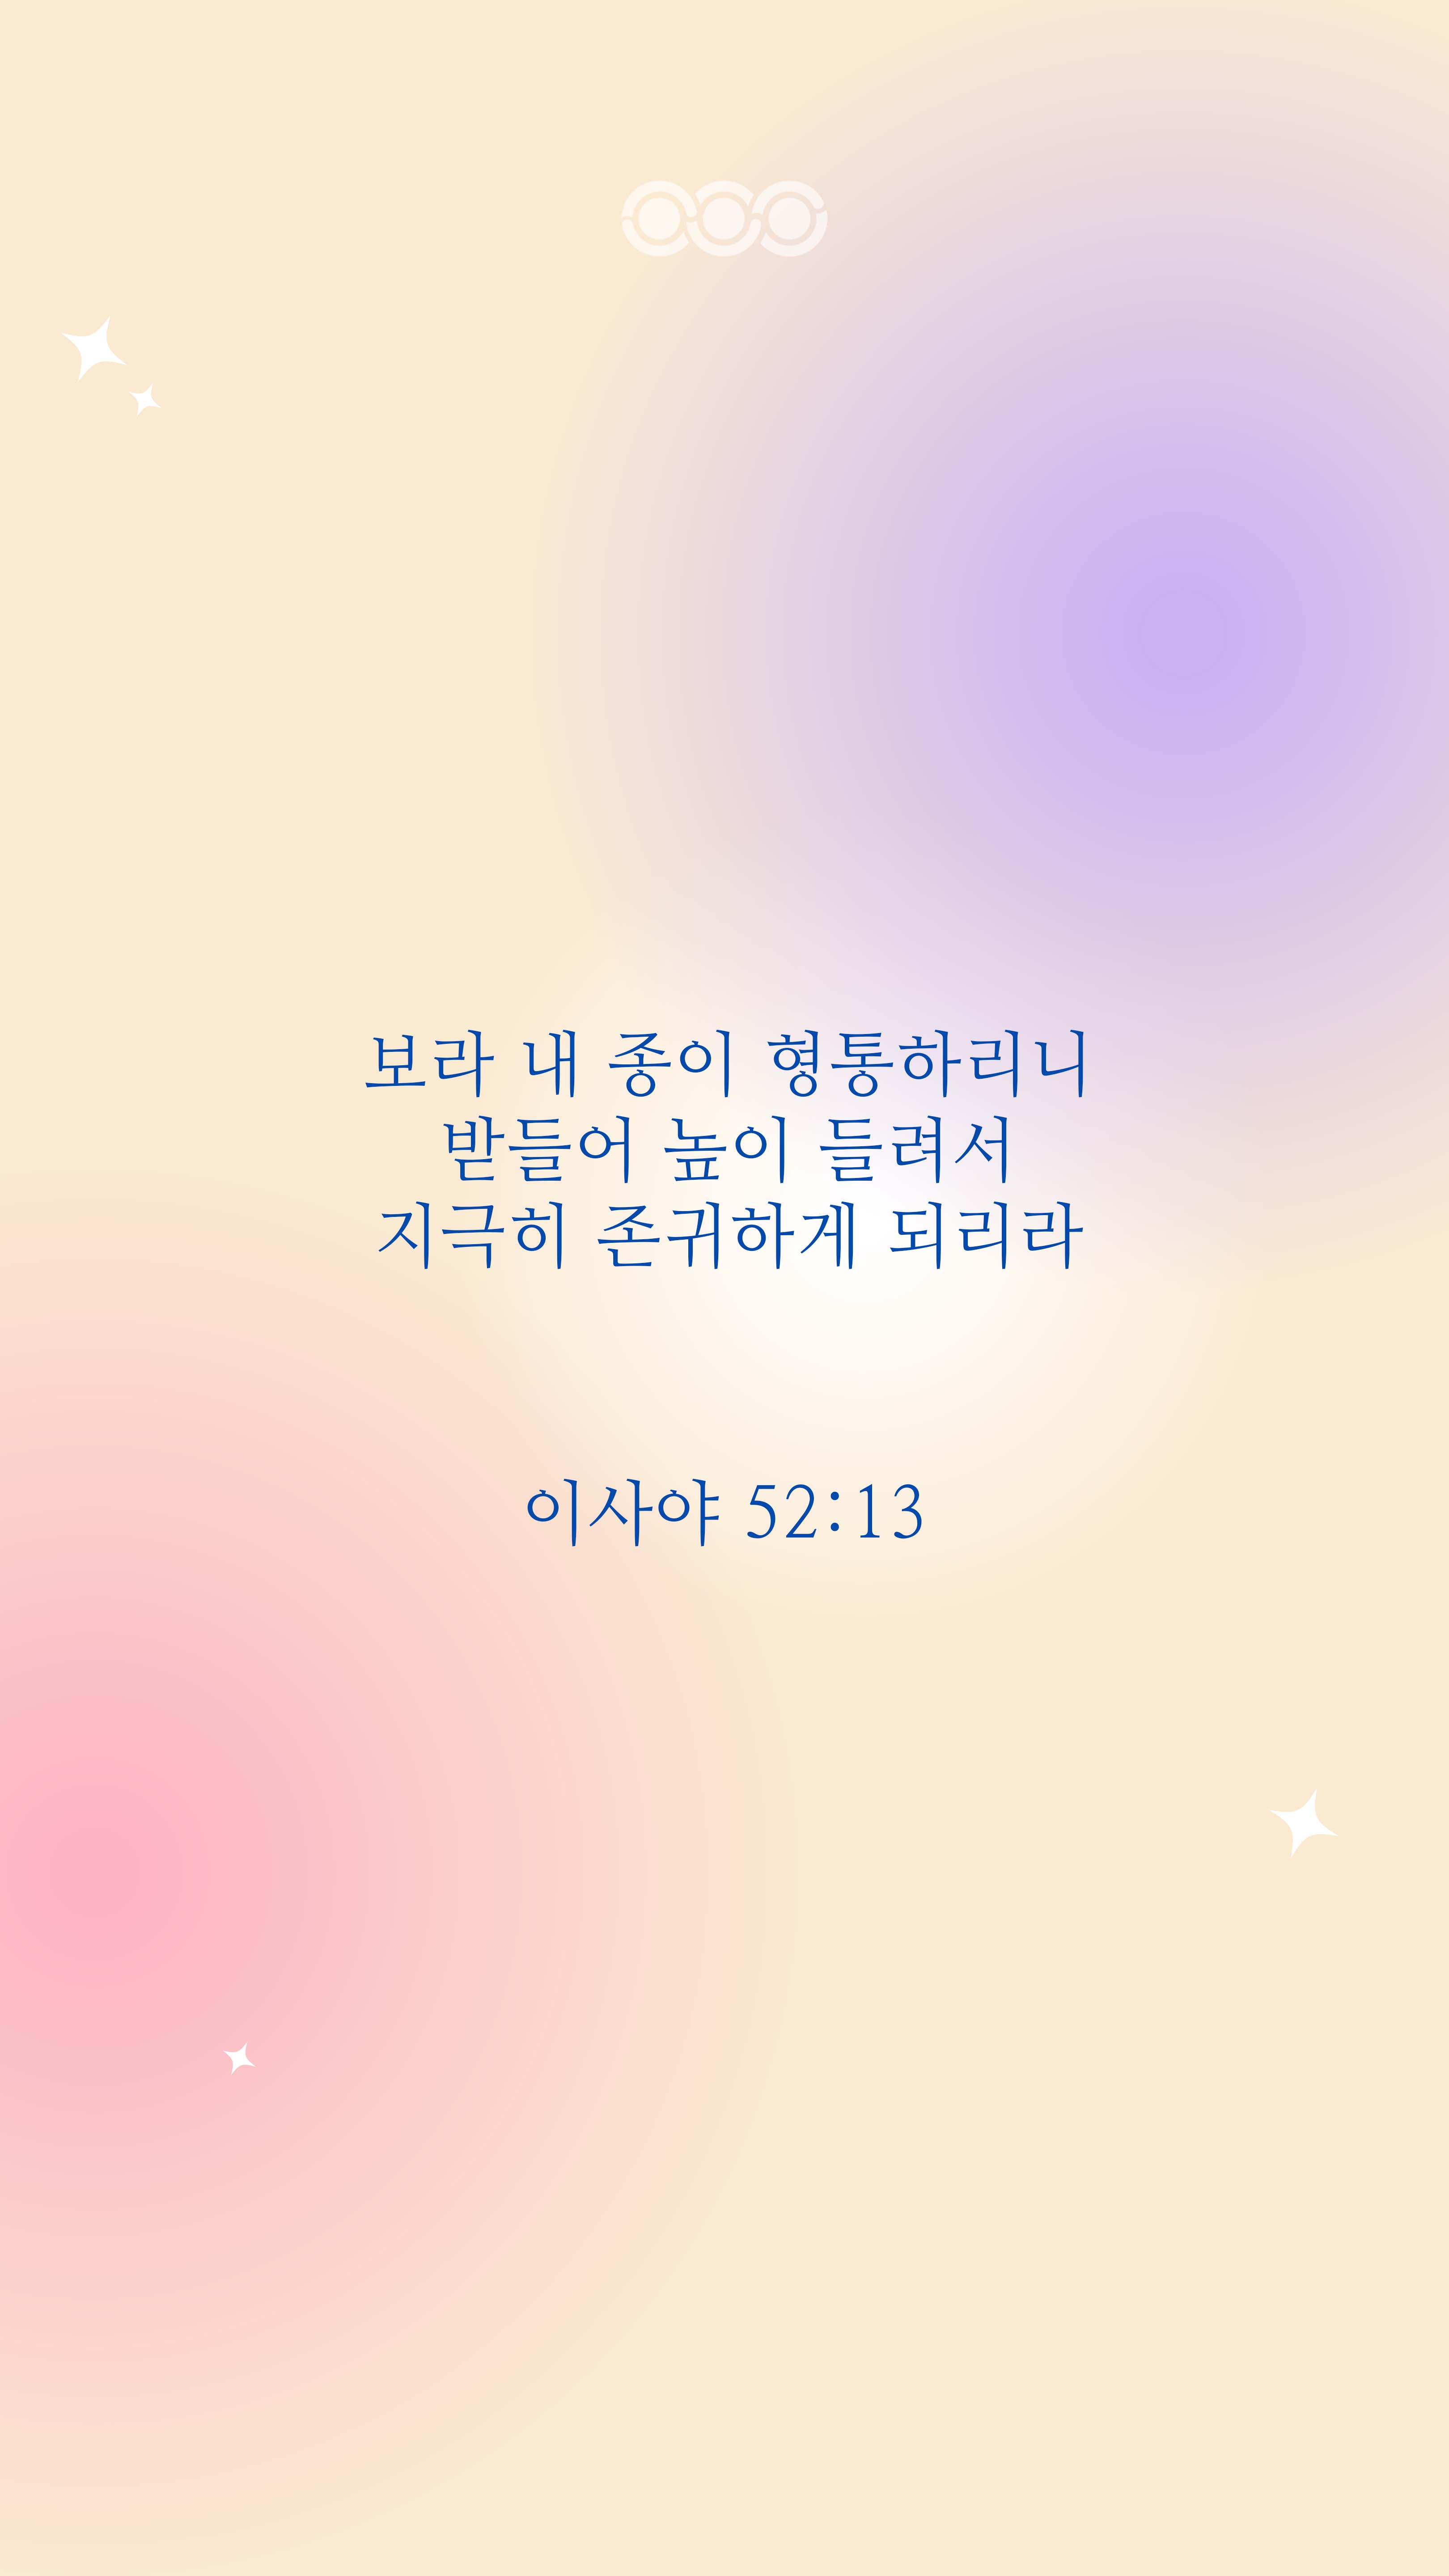 보라 내 종이 형통하리니
받들어 높이 들려서
지극히 존귀하게 되리라
이사야 52:13